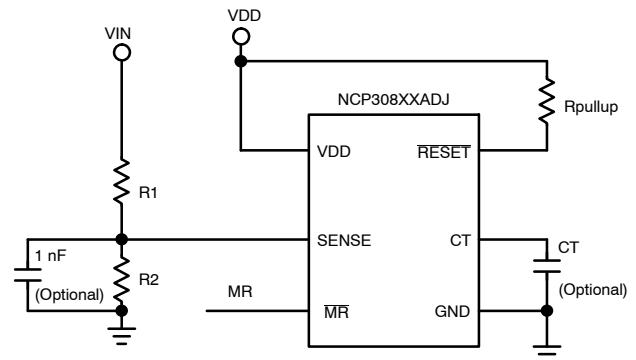 VDD
VIN
NCP308XXADJ
Rpullup
VDD
RESET
R1
SENSE
CT
CT
1 nF
R2
(Optional)
(Optional)
MR
MR
GND